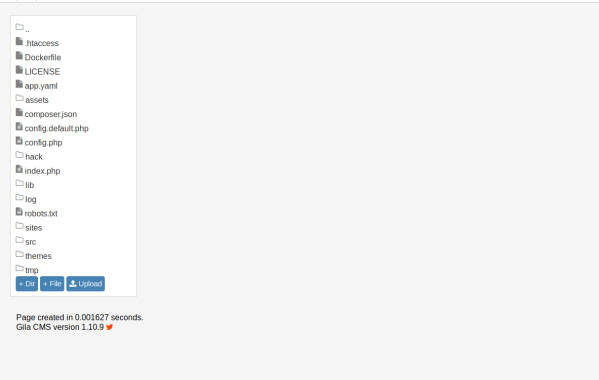 ..
.htaccess
Dockerfile
LICENSE
app.yaml
assets
composer.json
config.default.php
config.php
hack
index.php
lib
log
robots.txt
sites
src
themes
tmp
+ Dir + File Upload
Page created in 0.001627 seconds.
Gila CMS version 1.10.9